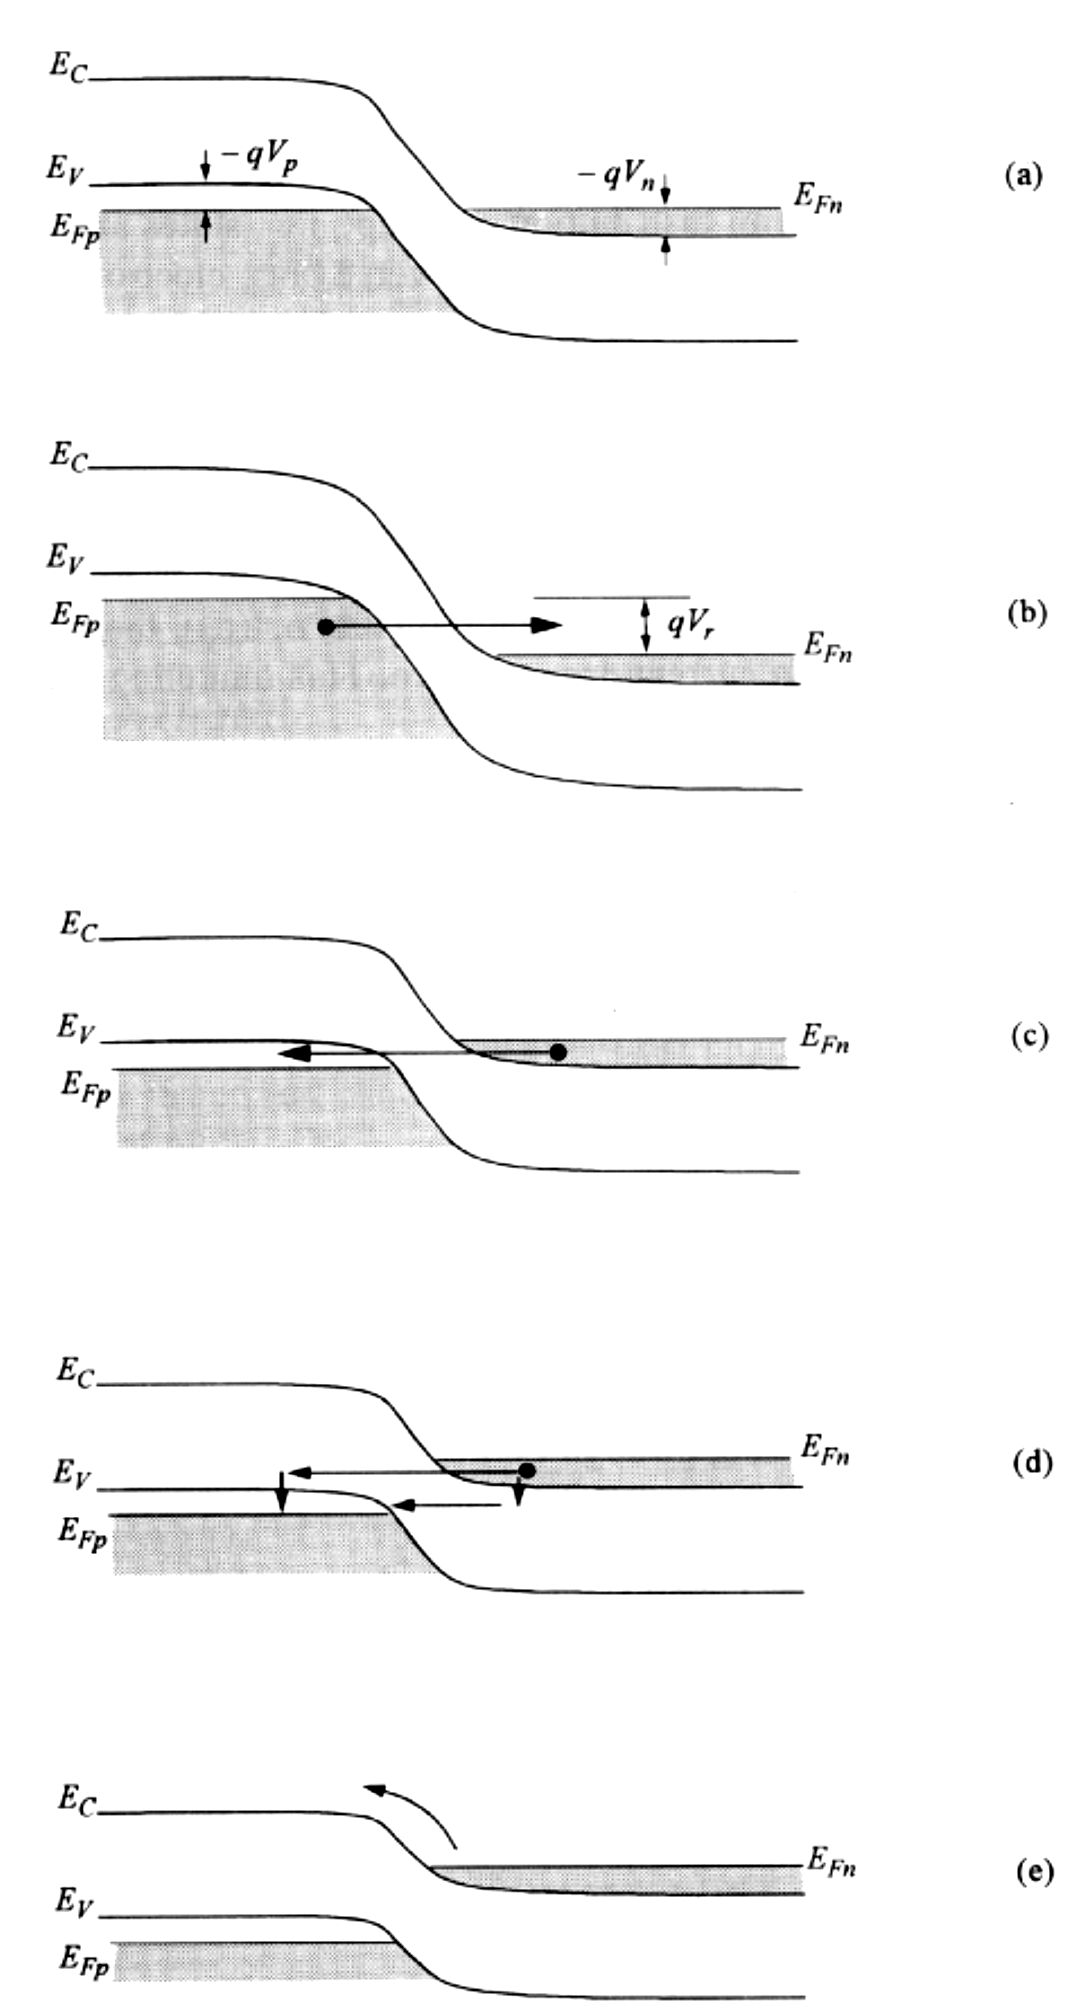 E_C
E_V
-qV_p
-qV_n
E_Fn
E_Fp
(a)
E_C
E_V
E_Fp
qV_r
E_Fn
(b)
E_C
E_V
E_Fn
E_Fp
(c)
E_C
E_Fn
E_V
E_Fp
(d)
E_C
E_Fn
E_V
E_Fp
(e)